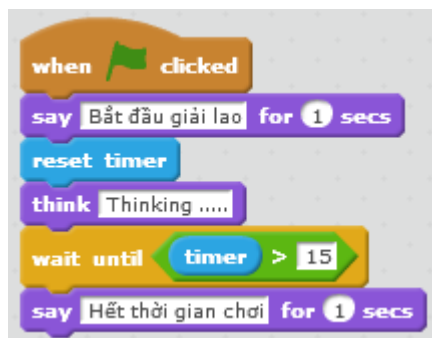 when clicked
say Bắt đầu giải lao for 1 secs
reset timer
think Thinking .....
wait until timer > 15
say Hết thời gian chơi for 1 secs